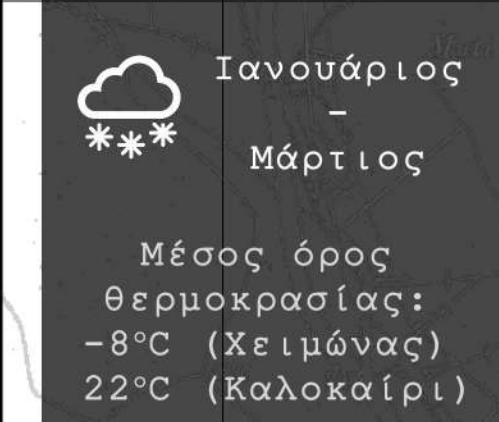 Ιανουάριος
–
Μάρτιος
Μέσος όρος
θερμοκρασίας:
-8°C (Χειμώνας)
22°C (Καλοκαίρι)